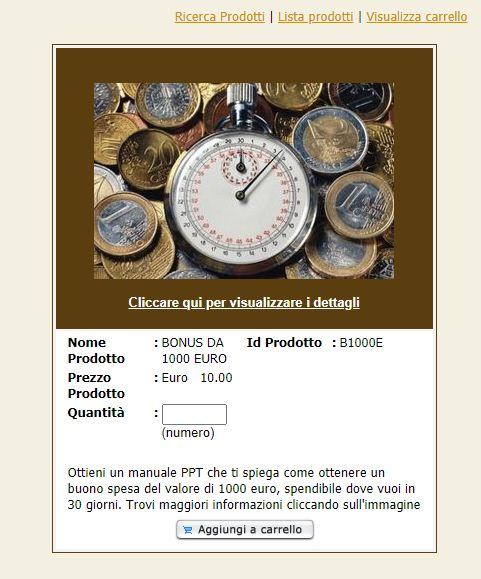 Ricerca Prodotti | Lista prodotti | Visualizza carrello
Cliccare qui per visualizzare i dettagli
Nome Prodotto : BONUS DA 1000 EURO Id Prodotto : B1000E
Prezzo Prodotto : Euro 10.00
Quantità :
(numero)
Ottieni un manuale PPT che ti spiega come ottenere un
buono spesa del valore di 1000 euro, spendibile dove vuoi in
30 giorni. Trovi maggiori informazioni cliccando sull'immagine
Aggiungi a carrello